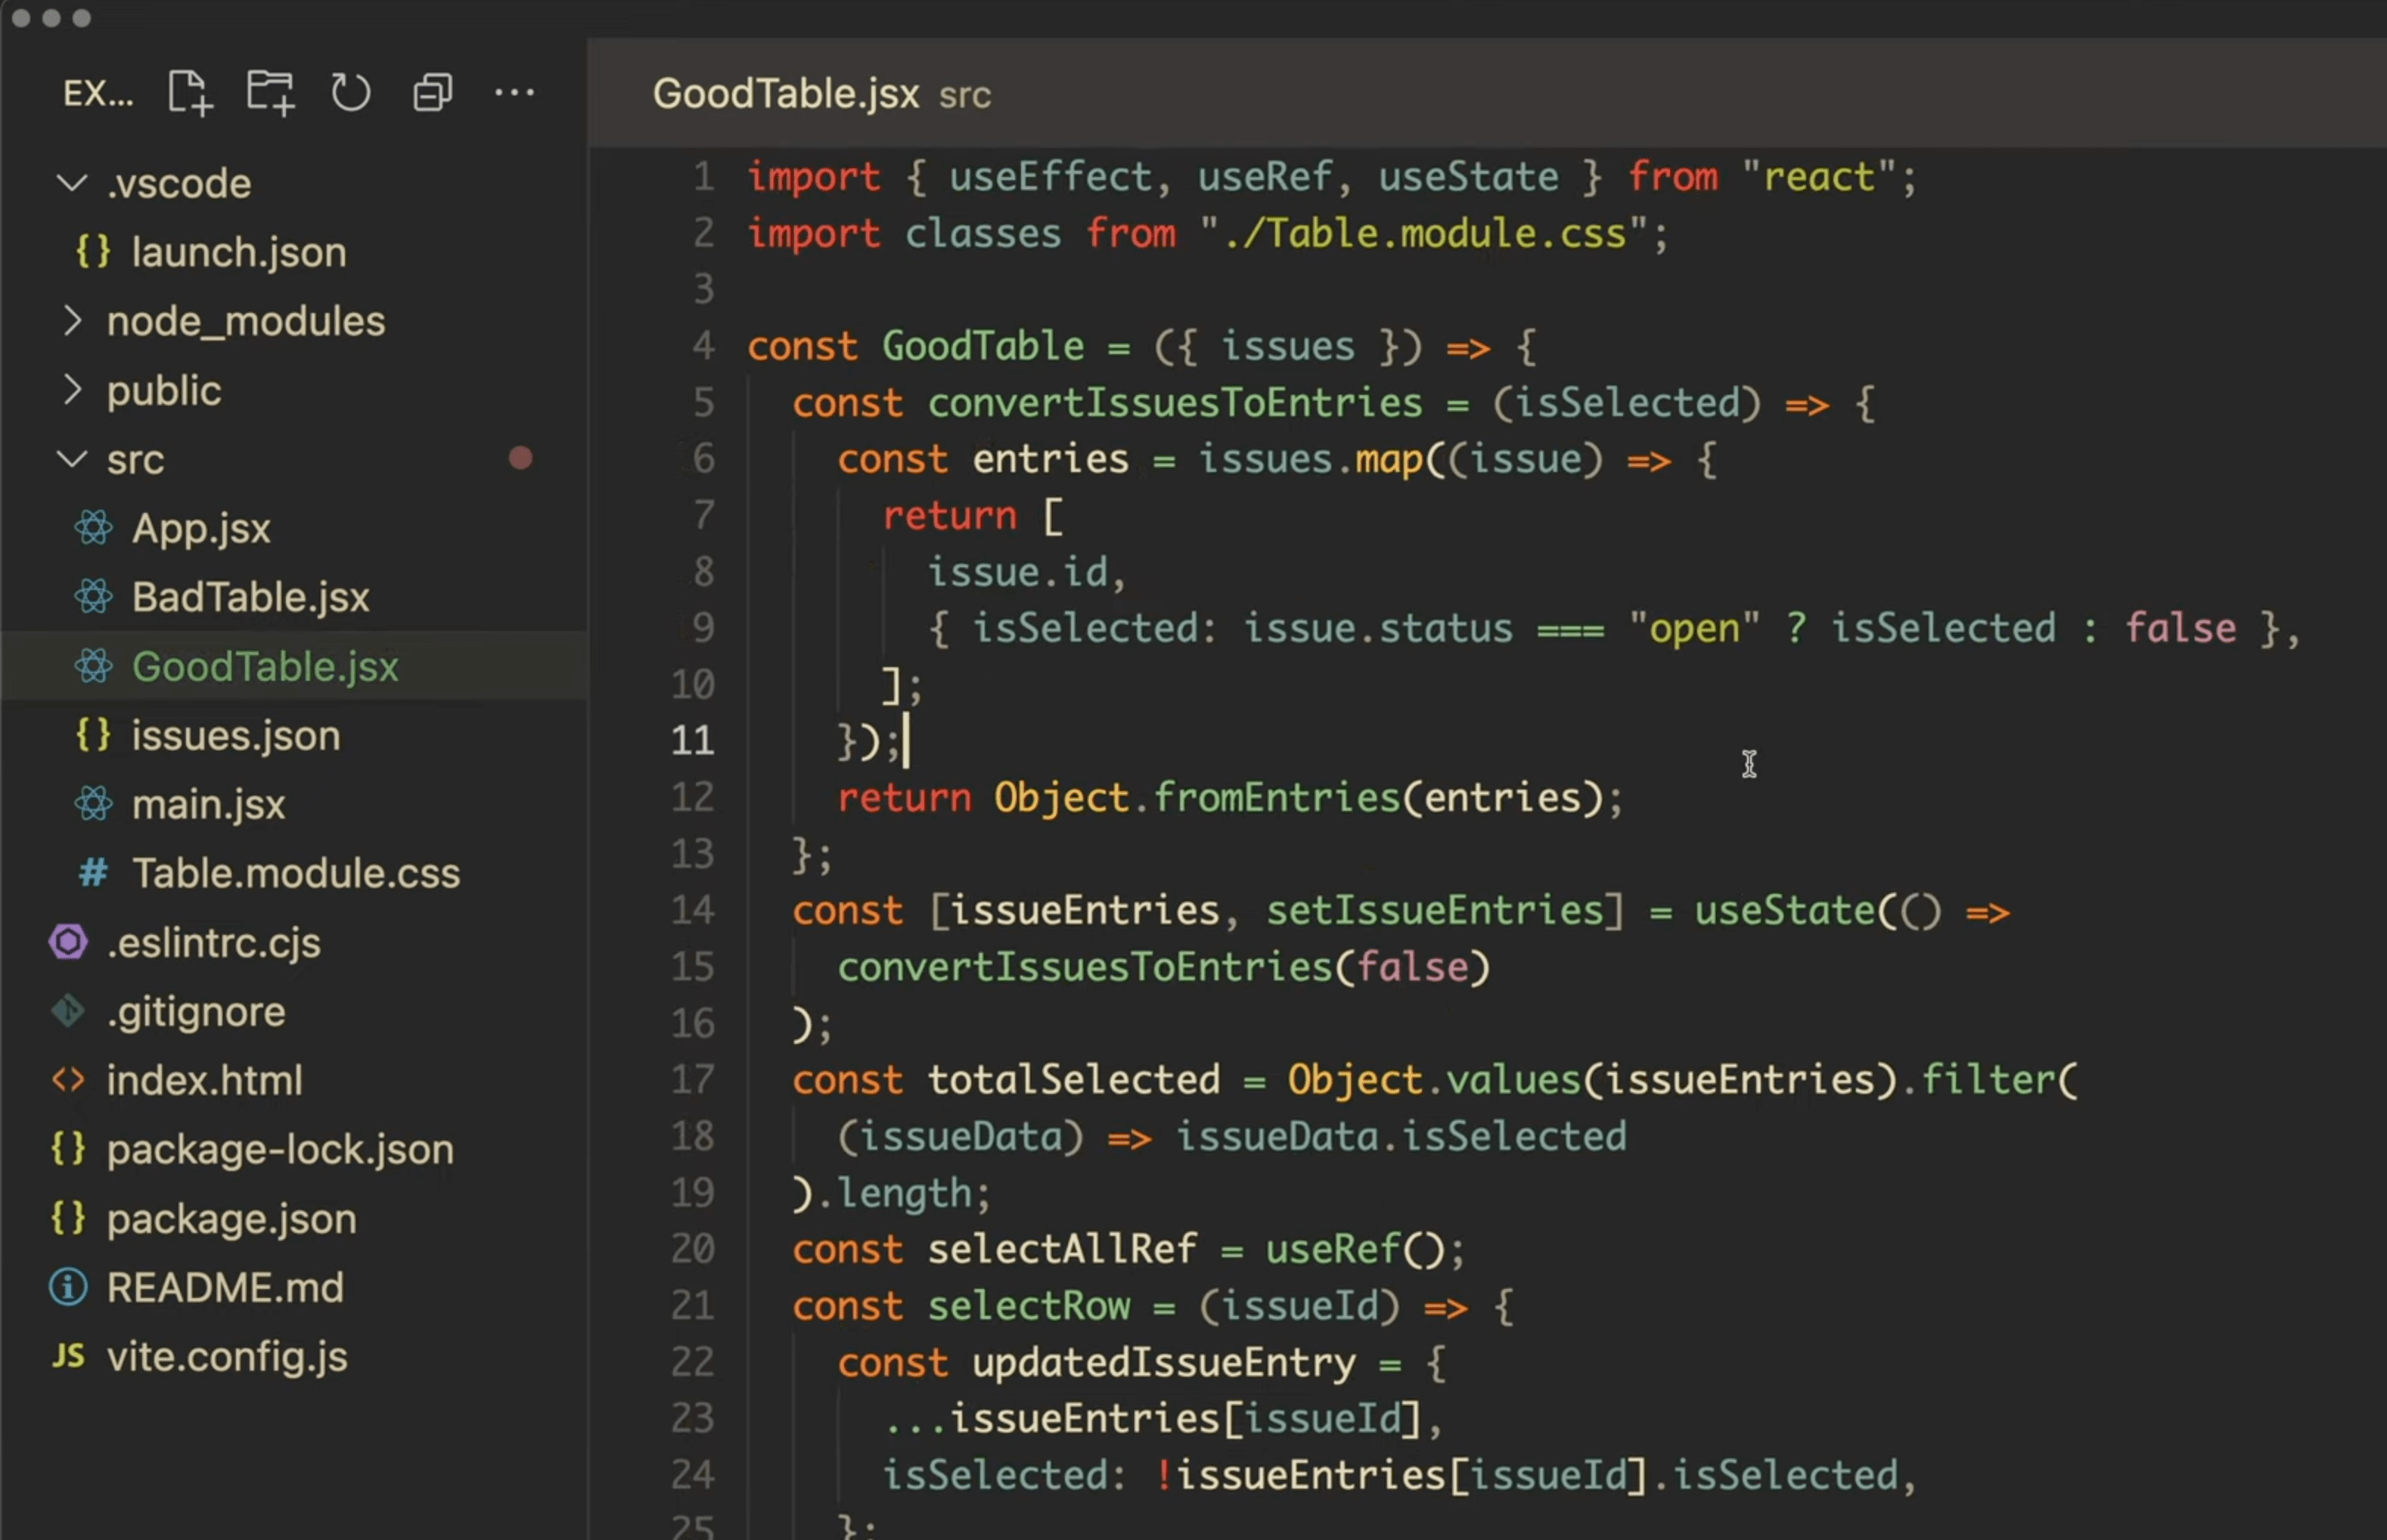 EX...
.vscode
{} launch.json
node_modules
public
src
App.jsx
BadTable.jsx
GoodTable.jsx
{} issues.json
main.jsx
# Table.module.css
.eslintrc.cjs
.gitignore
<> index.html
{} package-lock.json
{} package.json
README.md
JS vite.config.js
GoodTable.jsx src
1 import { useEffect, useRef, useState } from "react";
2 import classes from "./Table.module.css";
3
4 const GoodTable = ({ issues }) => {
5 const convertIssuesToEntries = (isSelected) => {
6 const entries = issues.map((issue) => {
7 return [
8 issue.id,
9 { isSelected: issue.status === "open" ? isSelected : false },
10 ];
11 });
12 return Object.fromEntries(entries);
13 };
14 const [issueEntries, setIssueEntries] = useState(() =>
15 convertIssuesToEntries(false)
16 );
17 const totalSelected = Object.values(issueEntries).filter(
18 (issueData) => issueData.isSelected
19 ).length;
20 const selectAllRef = useRef();
21 const selectRow = (issueId) => {
22 const updatedIssueEntry = {
23 ...issueEntries[issueId],
24 isSelected: !issueEntries[issueId].isSelected,
25 };